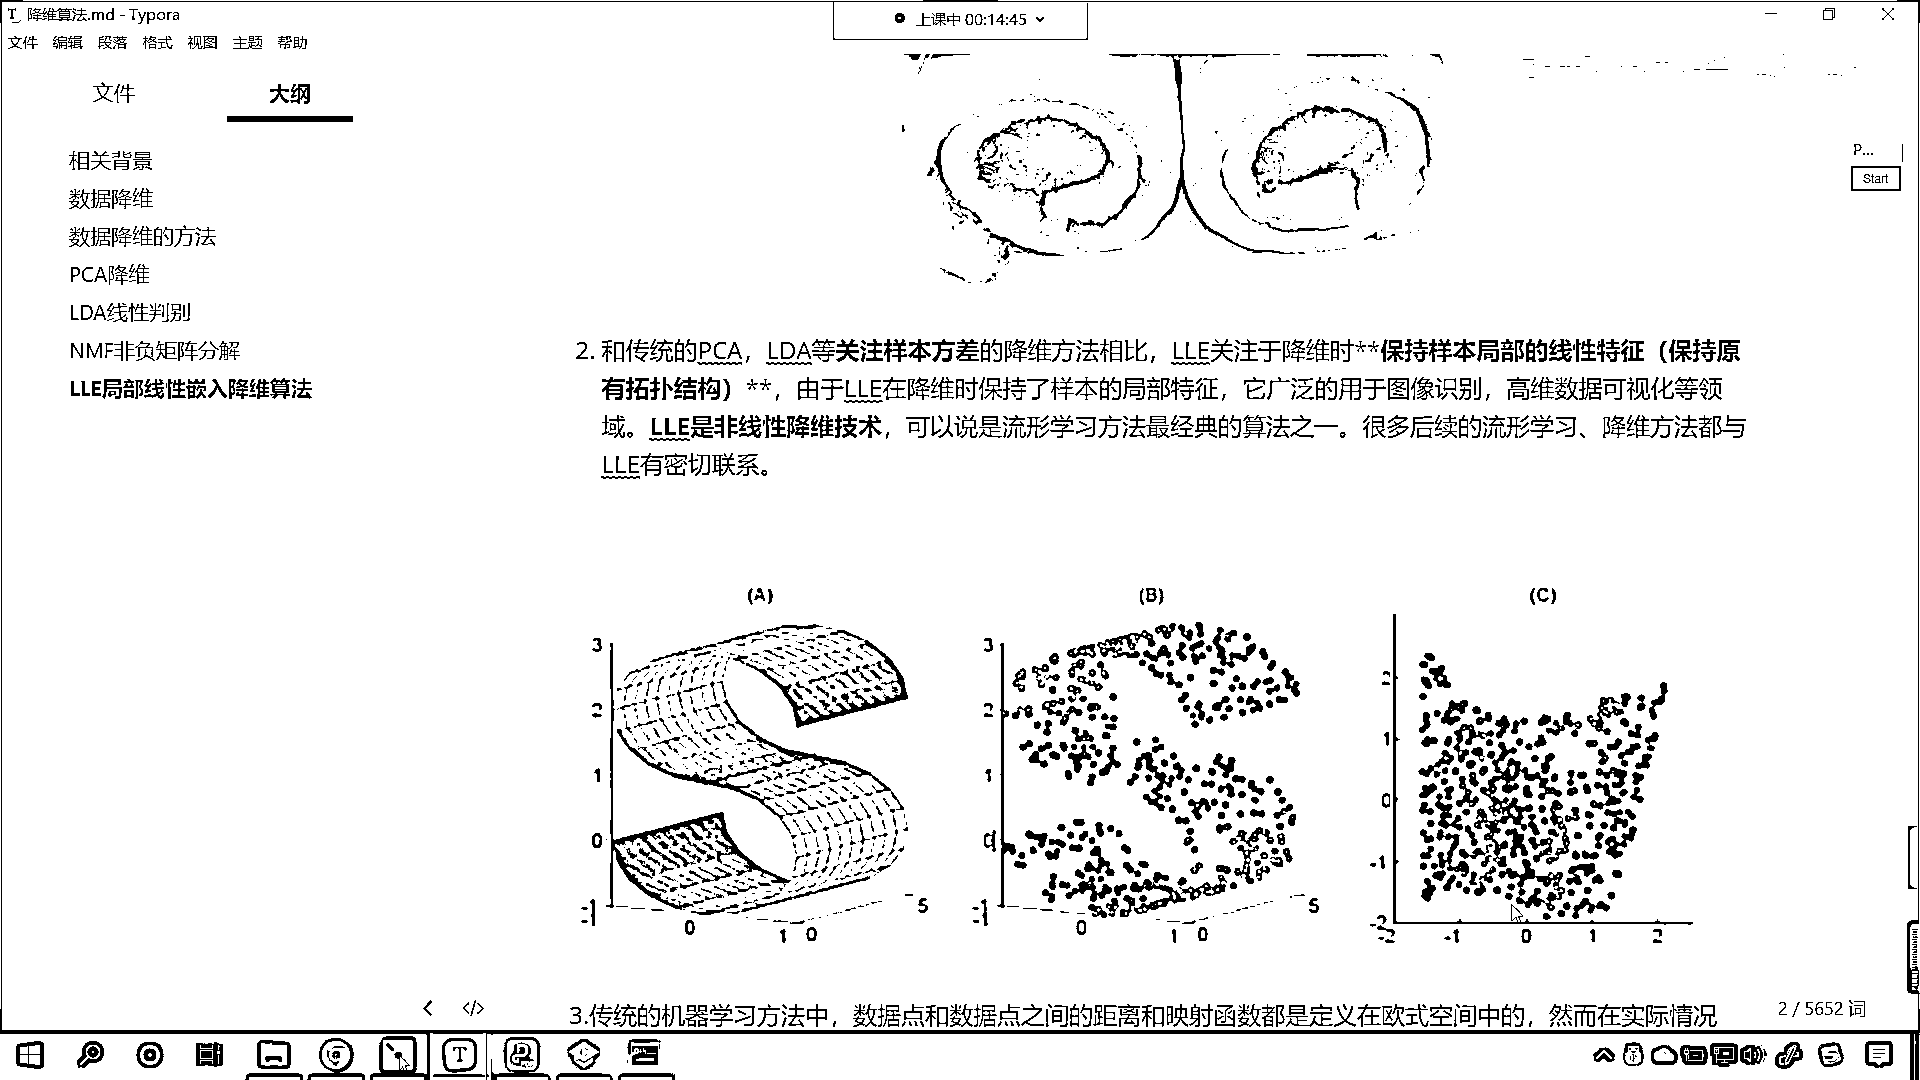 降维算法.md - Typora
上课中 00:14:45
文件 编辑 段落 格式 视图 主题 帮助
文件 大纲
相关背景
数据降维
数据降维的方法
PCA降维
LDA线性判别
NMF非负矩阵分解
LLE局部线性嵌入降维算法
P...
Start
2. 和传统的PCA，LDA等关注样本方差的降维方法相比，LLE关注于降维时**保持样本局部的线性特征（保持原
有拓扑结构）**，由于LLE在降维时保持了样本的局部特征，它广泛的用于图像识别，高维数据可视化等领
域。LLE是非线性降维技术，可以说是流形学习方法最经典的算法之一。很多后续的流形学习、降维方法都与
LLE有密切联系。
(A) (B) (C)
3
2
1
0
-1
-1
0
1 0
5
3
2
1
0
-1
-1
0
1 0
5
2
1
0
-1
-2
-2 -1 0 1 2
3.传统的机器学习方法中，数据点和数据点之间的距离和映射函数都是定义在欧式空间中的，然而在实际情况
2 / 5652 词